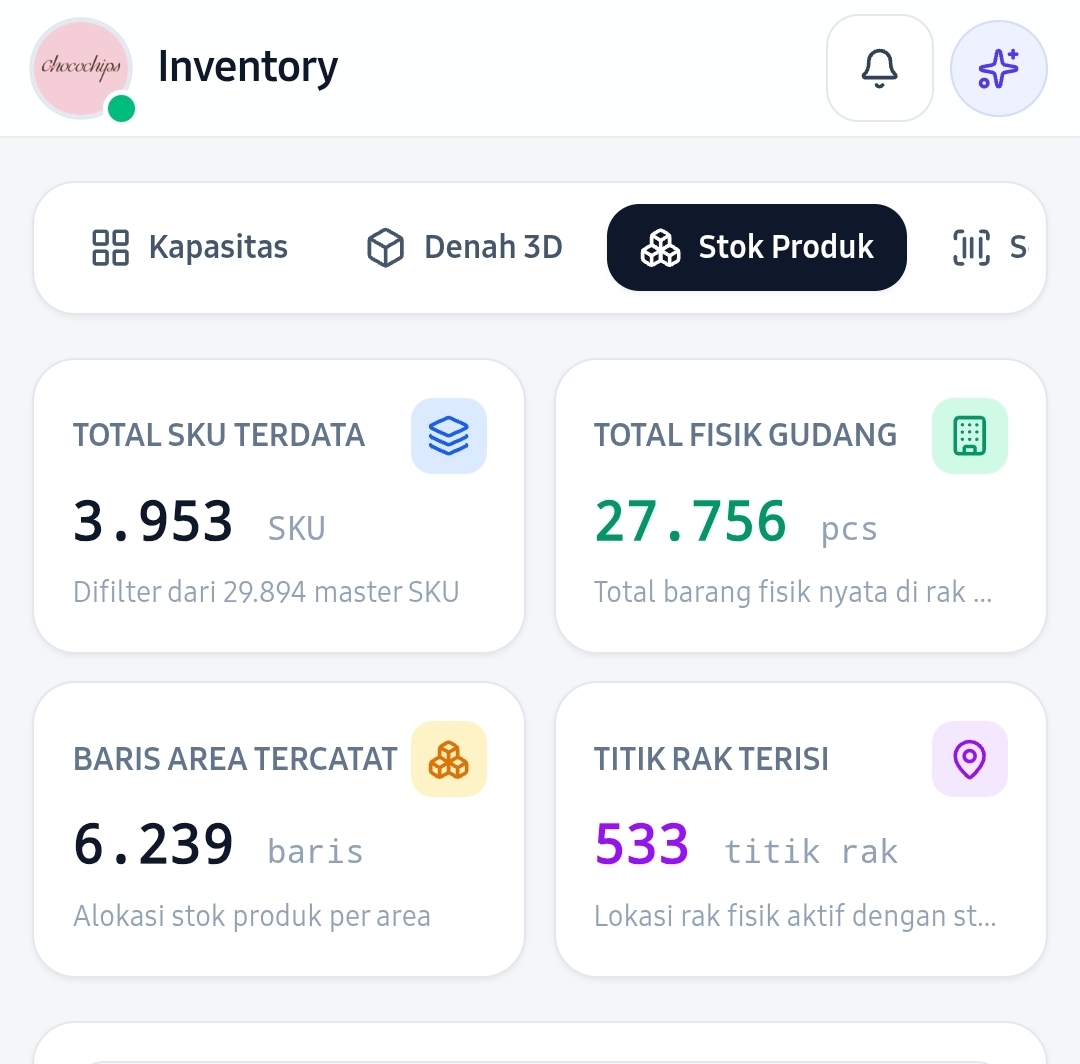 chocochips
Inventory
Kapasitas
Denah 3D
Stok Produk
TOTAL SKU TERDATA
3.953 SKU
Difilter dari 29.894 master SKU
TOTAL FISIK GUDANG
27.756 pcs
Total barang fisik nyata di rak ...
BARIS AREA TERCATAT
6.239 baris
Alokasi stok produk per area
TITIK RAK TERISI
533 titik rak
Lokasi rak fisik aktif dengan st...